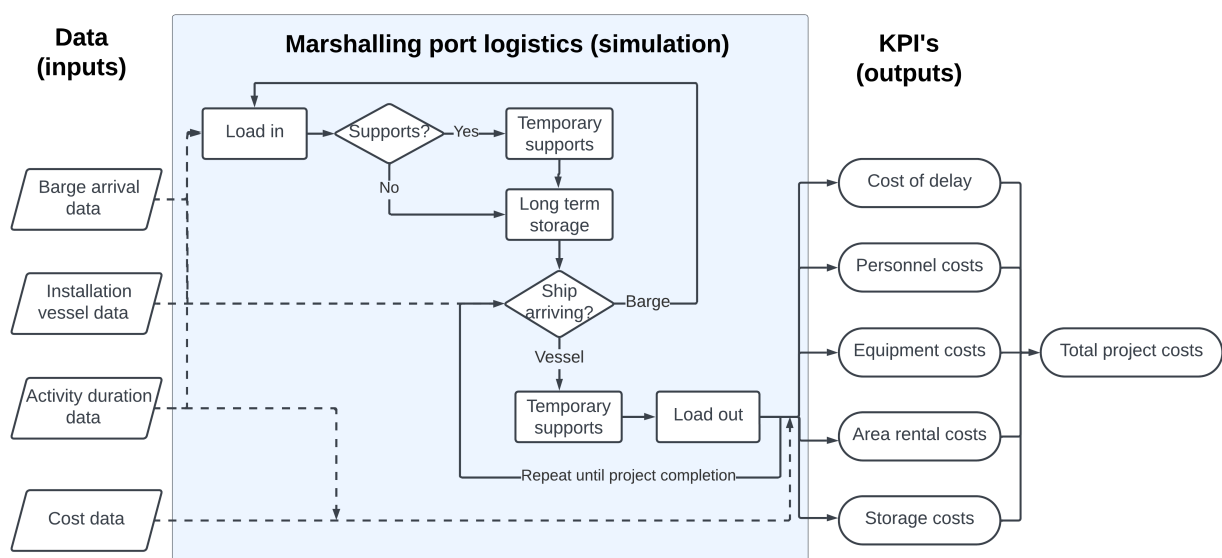 Data
(inputs)
Marshalling port logistics (simulation)
KPI's
(outputs)
Load in
Supports?
Yes
Temporary
supports
No
Long term
storage
Ship
arriving?
Barge
Vessel
Temporary
supports
Load out
Repeat until project completion
Barge arrival
data
Installation
vessel data
Activity duration
data
Cost data
Cost of delay
Personnel costs
Equipment costs
Area rental costs
Storage costs
Total project costs